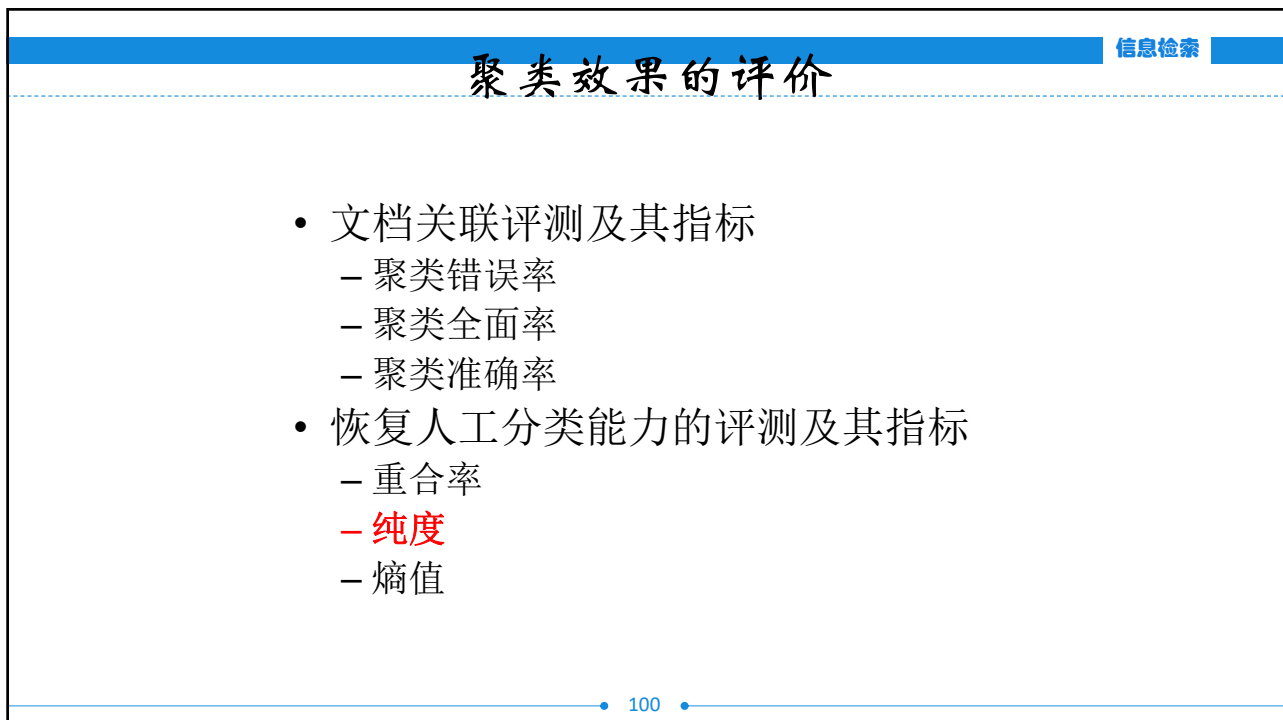 信息检索
聚类效果的评价
• 文档关联评测及其指标
– 聚类错误率
– 聚类全面率
– 聚类准确率
• 恢复人工分类能力的评测及其指标
– 重合率
– 纯度
– 熵值
100